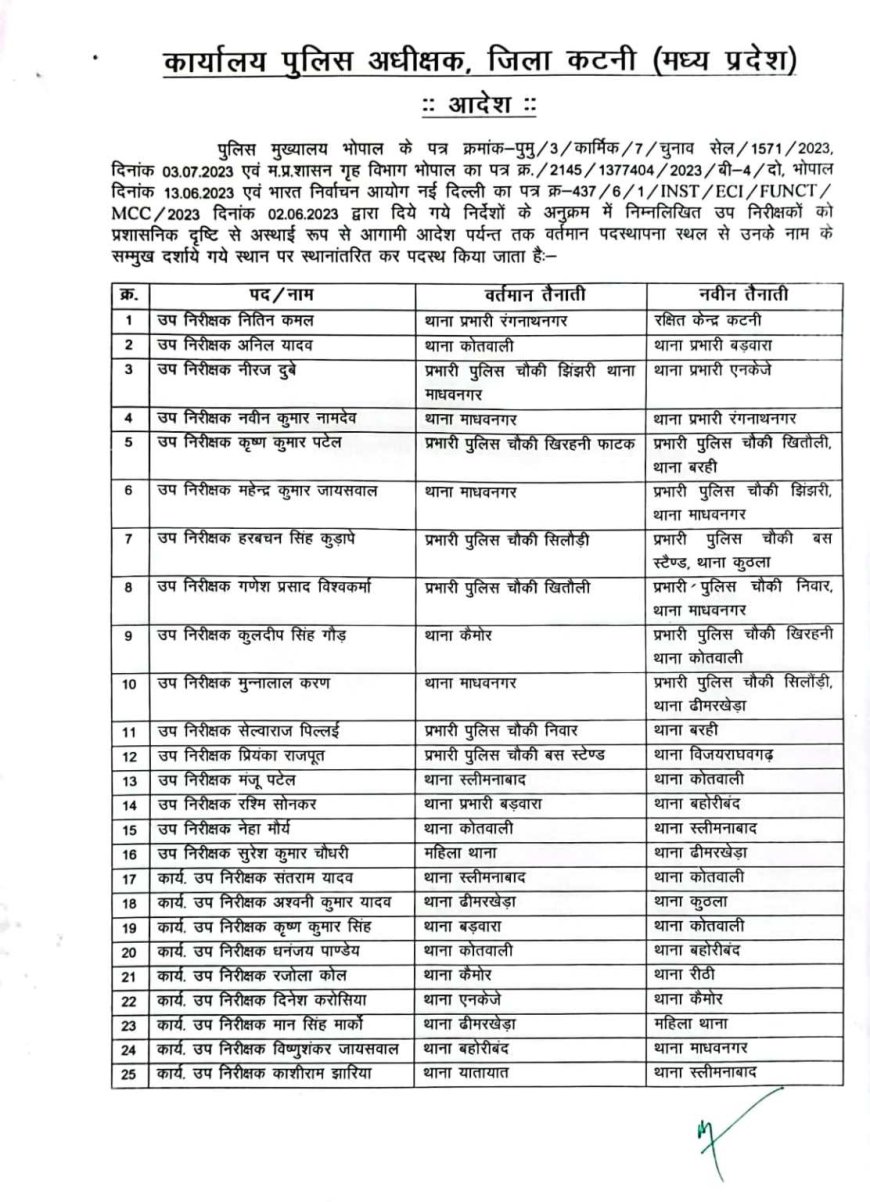 कार्यालय पुलिस अधीक्षक, जिला कटनी (मध्य प्रदेश)
:: आदेश ::
पुलिस मुख्यालय भोपाल के पत्र क्रमांक–पुमु/3/कार्मिक/7/चुनाव सेल/1571/2023,
दिनांक 03.07.2023 एवं म.प्र.शासन गृह विभाग भोपाल का पत्र क्र./2145/1377404/2023/बी–4/दो, भोपाल
दिनांक 13.06.2023 एवं भारत निर्वाचन आयोग नई दिल्ली का पत्र क्र–437/6/1/INST/ECI/FUNCT/
MCC/2023 दिनांक 02.06.2023 द्वारा दिये गये निर्देशों के अनुक्रम में निम्नलिखित उप निरीक्षकों को
प्रशासनिक दृष्टि से अस्थाई रूप से आगामी आदेश पर्यन्त तक वर्तमान पदस्थापना स्थल से उनके नाम के
सम्मुख दर्शाये गये स्थान पर स्थानांतरित कर पदस्थ किया जाता हैः–
क्र. पद/नाम वर्तमान तैनाती नवीन तैनाती
1 उप निरीक्षक नितिन कमल थाना प्रभारी रंगनाथनगर रक्षित केन्द्र कटनी
2 उप निरीक्षक अनिल यादव थाना कोतवाली थाना प्रभारी बड़वारा
3 उप निरीक्षक नीरज दुबे प्रभारी पुलिस चौकी झिंझरी थाना थाना प्रभारी एनकेजे
माधवनगर
4 उप निरीक्षक नवीन कुमार नामदेव थाना माधवनगर थाना प्रभारी रंगनाथनगर
5 उप निरीक्षक कृष्ण कुमार पटेल प्रभारी पुलिस चौकी खिरहनी फाटक प्रभारी पुलिस चौकी खितौली,
थाना बरही
6 उप निरीक्षक महेन्द्र कुमार जायसवाल थाना माधवनगर प्रभारी पुलिस चौकी झिंझरी,
थाना माधवनगर
7 उप निरीक्षक हरबचन सिंह कुड़ापे प्रभारी पुलिस चौकी सिलौड़ी प्रभारी पुलिस चौकी बस
स्टैण्ड, थाना कुठला
8 उप निरीक्षक गणेश प्रसाद विश्वकर्मा प्रभारी पुलिस चौकी खितौली प्रभारी पुलिस चौकी निवार,
थाना माधवनगर
9 उप निरीक्षक कुलदीप सिंह गौड़ थाना कैमोर प्रभारी पुलिस चौकी खिरहनी
थाना कोतवाली
10 उप निरीक्षक मुन्नालाल करण थाना माधवनगर प्रभारी पुलिस चौकी सिलौंड़ी,
थाना ढीमरखेड़ा
11 उप निरीक्षक सेल्वाराज पिल्लई प्रभारी पुलिस चौकी निवार थाना बरही
12 उप निरीक्षक प्रियंका राजपूत प्रभारी पुलिस चौकी बस स्टेण्ड थाना विजयराघवगढ़
13 उप निरीक्षक मंजू पटेल थाना स्लीमनाबाद थाना कोतवाली
14 उप निरीक्षक रश्मि सोनकर थाना प्रभारी बड़वारा थाना बहोरीबंद
15 उप निरीक्षक नेहा मौर्य थाना कोतवाली थाना स्लीमनाबाद
16 उप निरीक्षक सुरेश कुमार चौधरी महिला थाना थाना ढीमरखेड़ा
17 कार्य. उप निरीक्षक संतराम यादव थाना स्लीमनाबाद थाना कोतवाली
18 कार्य. उप निरीक्षक अश्वनी कुमार यादव थाना ढीमरखेड़ा थाना कुठला
19 कार्य. उप निरीक्षक कृष्ण कुमार सिंह थाना बड़वारा थाना कोतवाली
20 कार्य. उप निरीक्षक धनंजय पाण्डेय थाना कोतवाली थाना बहोरीबंद
21 कार्य. उप निरीक्षक रजोला कोल थाना कैमोर थाना रीठी
22 कार्य. उप निरीक्षक दिनेश करोसिया थाना एनकेजे थाना कैमोर
23 कार्य. उप निरीक्षक मान सिंह मार्को थाना ढीमरखेड़ा महिला थाना
24 कार्य. उप निरीक्षक विष्णुशंकर जायसवाल थाना बहोरीबंद थाना माधवनगर
25 कार्य. उप निरीक्षक काशीराम झारिया थाना यातायात थाना स्लीमनाबाद